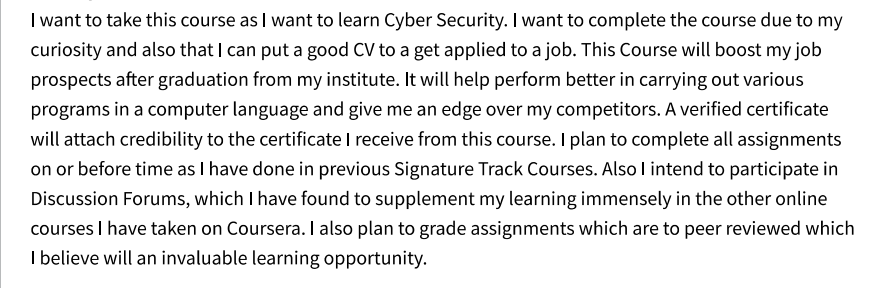 I want to take this course as I want to learn Cyber Security. I want to complete the course due to my
curiosity and also that I can put a good CV to a get applied to a job. This Course will boost my job
prospects after graduation from my institute. It will help perform better in carrying out various
programs in a computer language and give me an edge over my competitors. A verified certificate
will attach credibility to the certificate I receive from this course. I plan to complete all assignments
on or before time as I have done in previous Signature Track Courses. Also I intend to participate in
Discussion Forums, which I have found to supplement my learning immensely in the other online
courses I have taken on Coursera. I also plan to grade assignments which are to peer reviewed which
I believe will an invaluable learning opportunity.